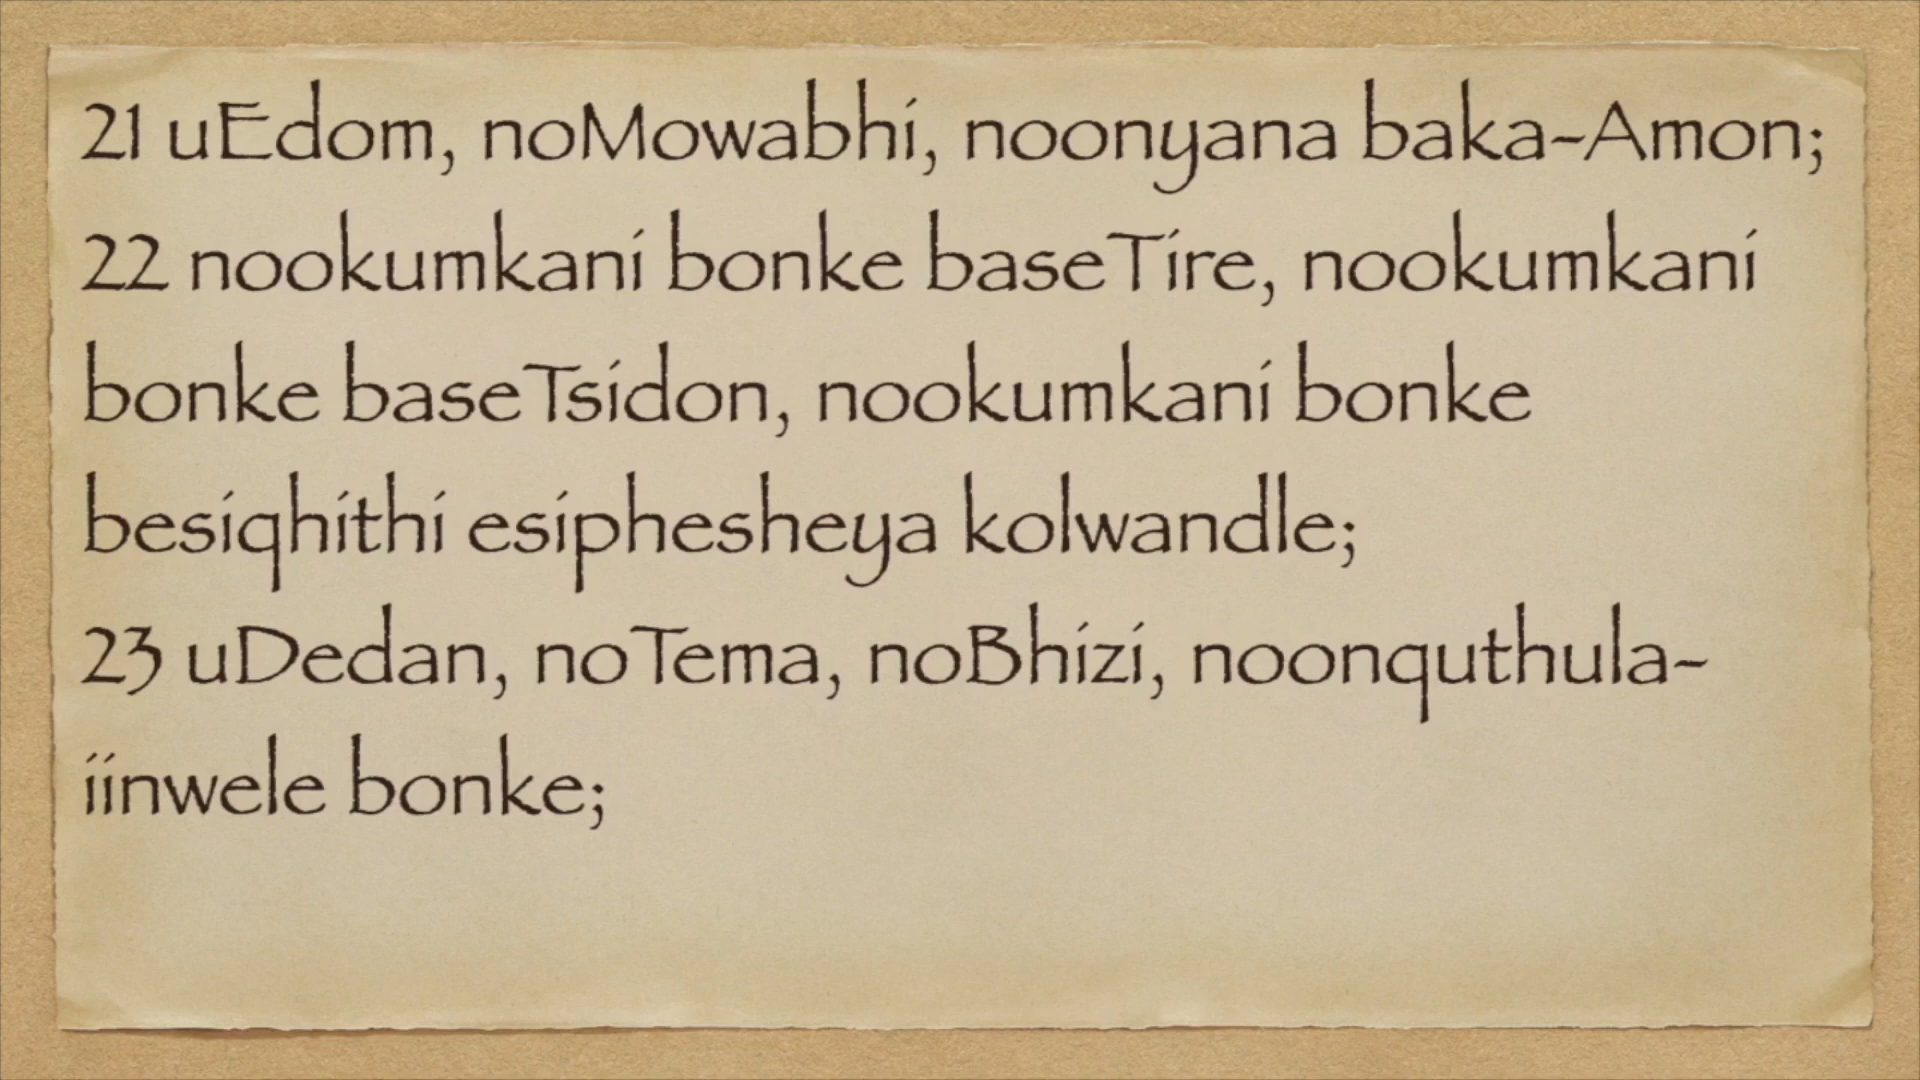 21 uEdom, noMowabhi, noonyana baka-Amon;
22 nookumkani bonke baseTire, nookumkani
bonke baseTsidon, nookumkani bonke
besiqhithi esiphesheya kolwandle;
23 uDedan, noTema, noBhizi, noonquthula-
iinwele bonke;